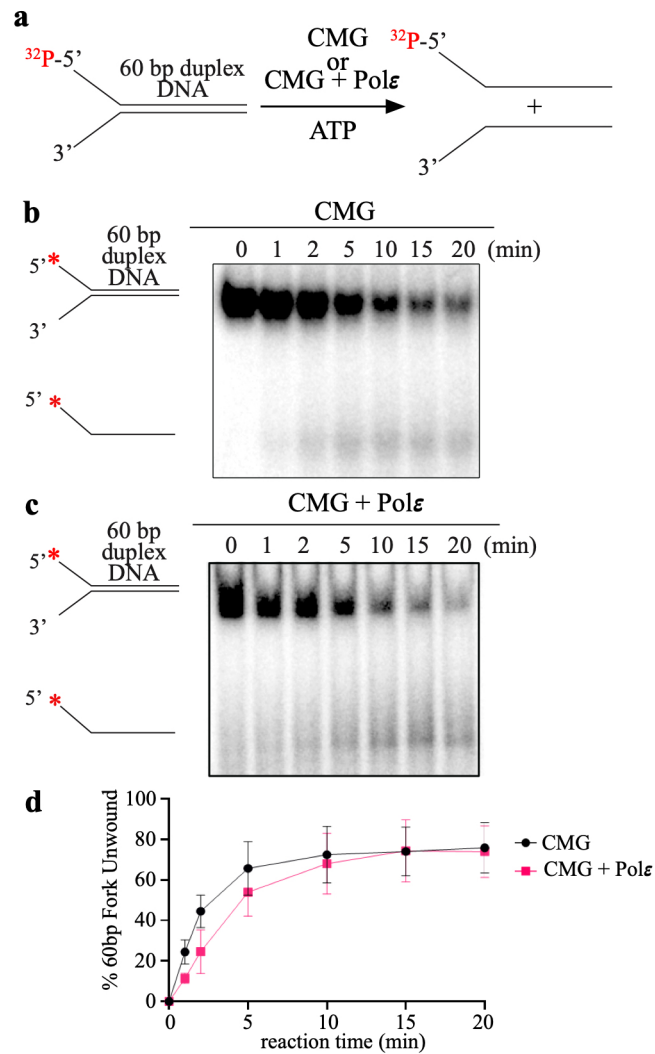 a
³²P-5’
60 bp duplex
DNA
3’
CMG
or
CMG + Polε
ATP
³²P-5’
+
3’
b
CMG
60 bp
duplex
DNA
5’*
3’
0 1 2 5 10 15 20 (min)
5’ *
c
CMG + Polε
60 bp
duplex
DNA
5’*
3’
0 1 2 5 10 15 20 (min)
5’ *
d
% 60bp Fork Unwound
100
80
60
40
20
0
0 5 10 15 20
reaction time (min)
CMG
CMG + Polε